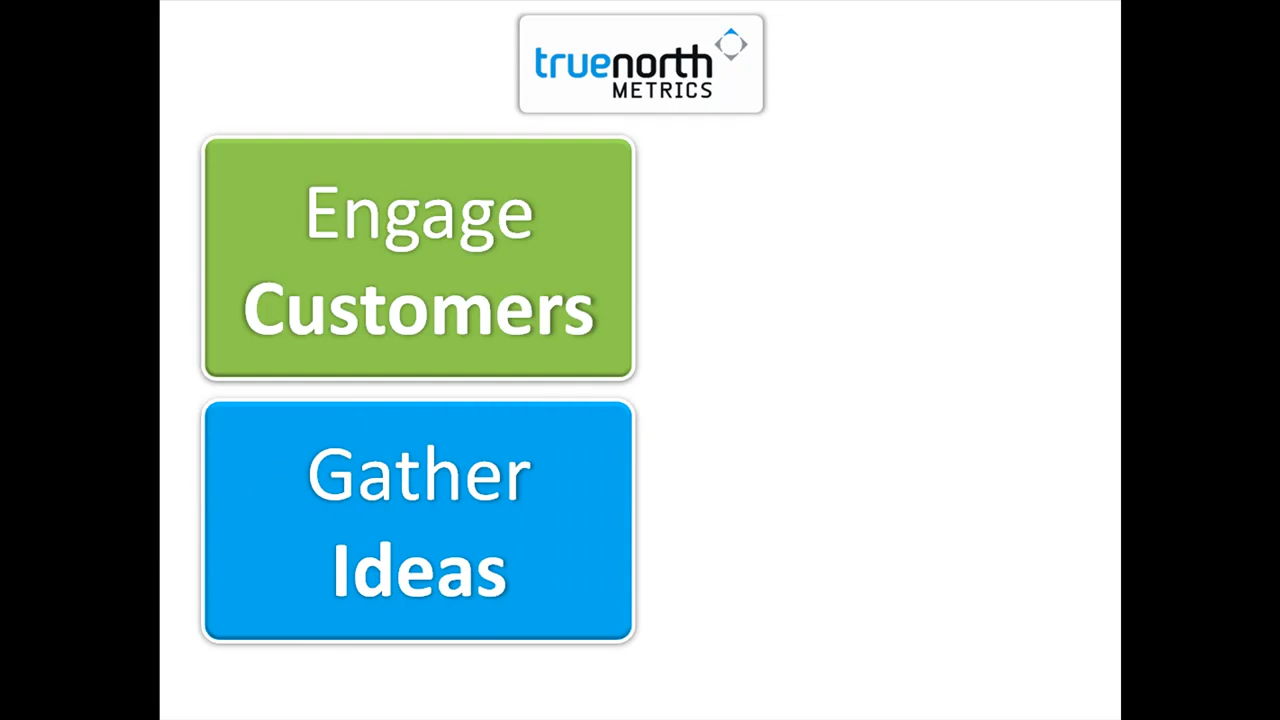 truenorth
METRICS
Engage
Customers
Gather
Ideas